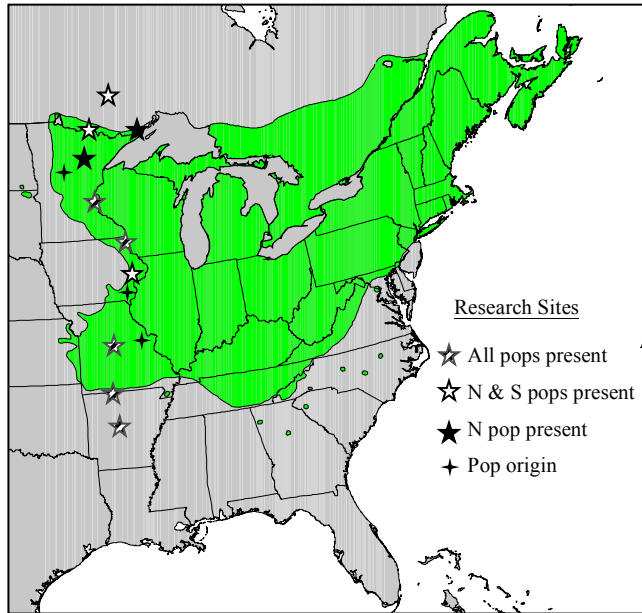 Research Sites
All pops present
N & S pops present
N pop present
Pop origin